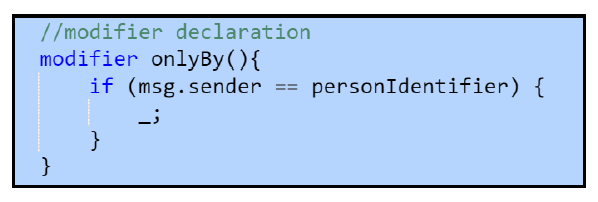 //modifier declaration
modifier onlyBy(){
if (msg.sender == personIdentifier) {
_;
}
}